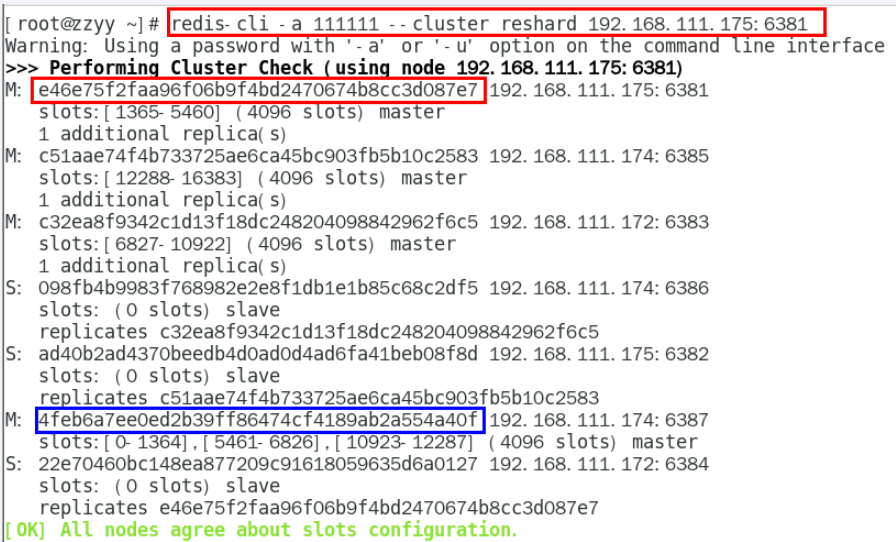 [root@zzyy ~]# redis-cli -a 111111 --cluster reshard 192.168.111.175:6381
Warning: Using a password with '-a' or '-u' option on the command line interface
>>> Performing Cluster Check (using node 192.168.111.175:6381)
M: e46e75f2faa96f06b9f4bd2470674b8cc3d087e7 192.168.111.175:6381
slots:[1365-5460] (4096 slots) master
1 additional replica(s)
M: c51aae74f4b733725ae6ca45bc903fb5b10c2583 192.168.111.174:6385
slots:[12288-16383] (4096 slots) master
1 additional replica(s)
M: c32ea8f9342c1d13f18dc248204098842962f6c5 192.168.111.172:6383
slots:[6827-10922] (4096 slots) master
1 additional replica(s)
S: 098fb4b9983f768982e2e8f1db1e1b85c68c2df5 192.168.111.174:6386
slots: (0 slots) slave
replicates c32ea8f9342c1d13f18dc248204098842962f6c5
S: ad40b2ad4370beedb4d0ad0d4ad6fa41beb08f8d 192.168.111.175:6382
slots: (0 slots) slave
replicates c51aae74f4b733725ae6ca45bc903fb5b10c2583
M: 4feb6a7ee0ed2b39ff86474cf4189ab2a554a40f 192.168.111.174:6387
slots:[0-1364],[5461-6826],[10923-12287] (4096 slots) master
S: 22e70460bc148ea877209c91618059635d6a0127 192.168.111.172:6384
slots: (0 slots) slave
replicates e46e75f2faa96f06b9f4bd2470674b8cc3d087e7
[OK] All nodes agree about slots configuration.